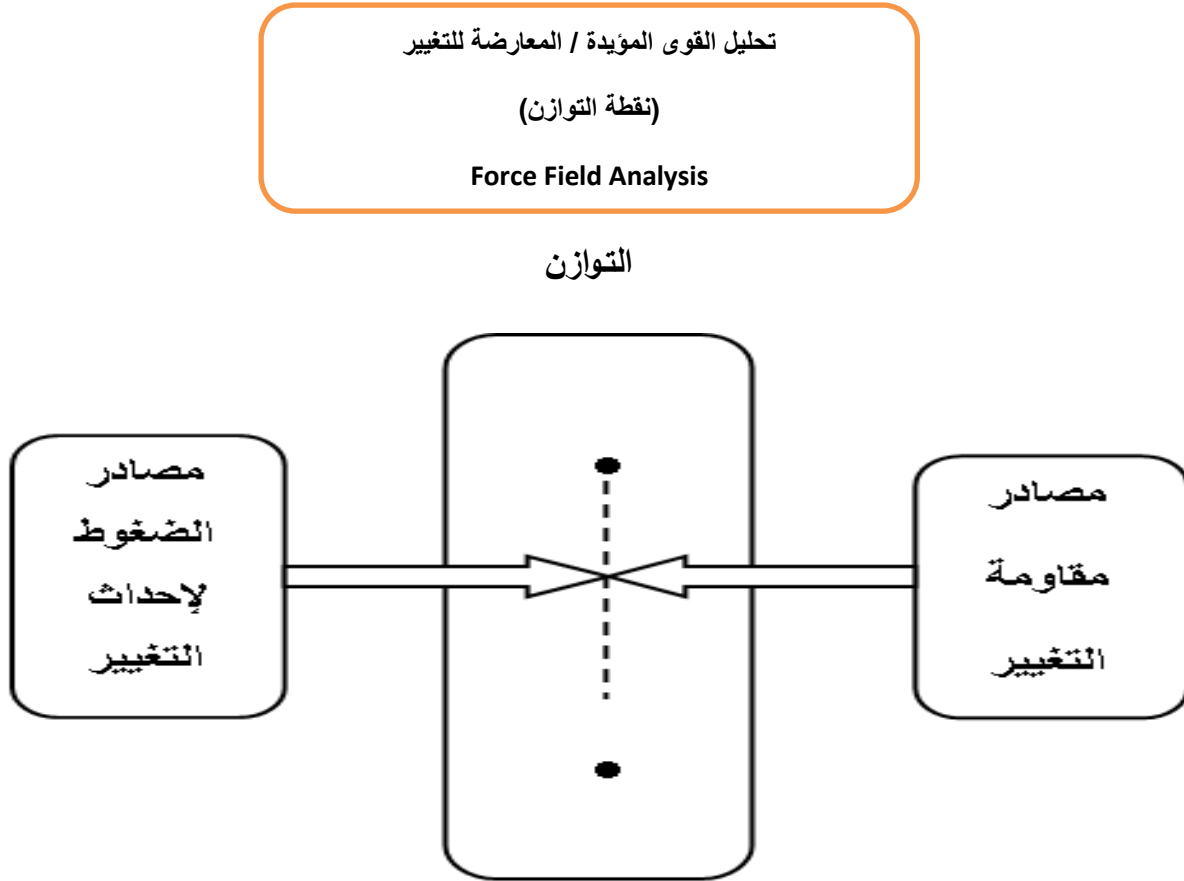 تحليل القوى المؤيدة / المعارضة للتغيير
(نقطة التوازن)
Force Field Analysis
التوازن
مصادر
مقاومة
التغيير
مصادر
الضغوط
لإحداث
التغيير